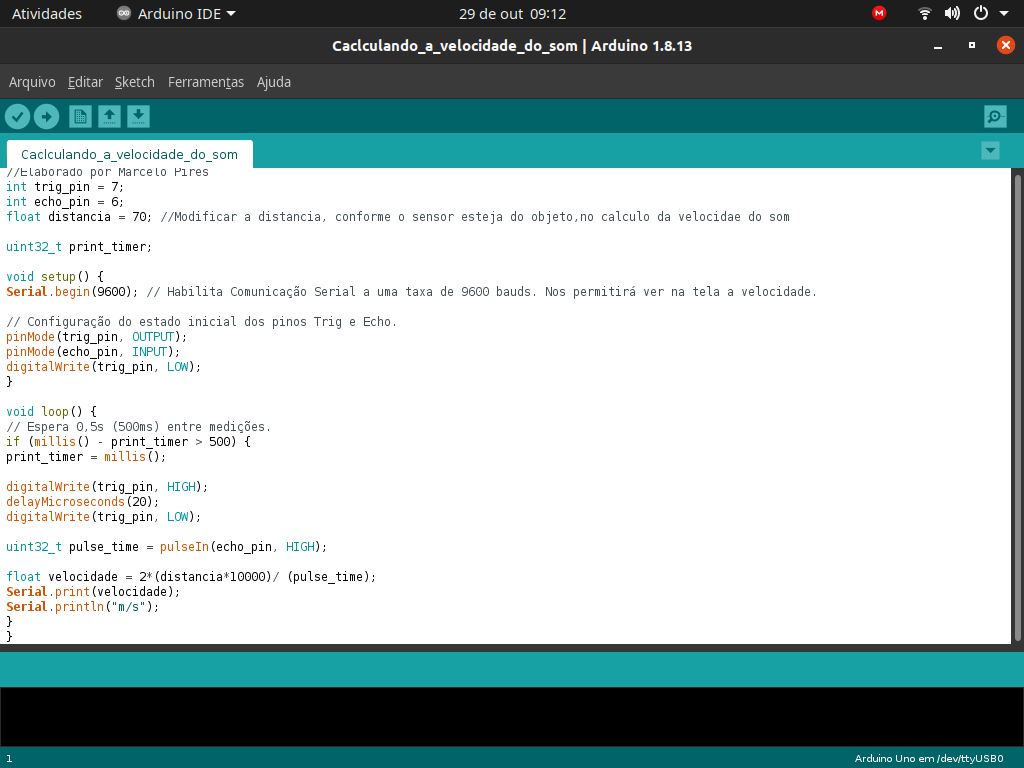 Atividades
Arduino IDE
29 de out 09:12
M
Caclculando_a_velocidade_do_som | Arduino 1.8.13
Arquivo Editar Sketch Ferramentas Ajuda
Caclculando_a_velocidade_do_som
//Elaborado por Marcelo Pires
int trig_pin = 7;
int echo_pin = 6;
float distancia = 70; //Modificar a distancia, conforme o sensor esteja do objeto,no calculo da velocidae do som
uint32_t print_timer;
void setup() {
Serial.begin(9600); // Habilita Comunicação Serial a uma taxa de 9600 bauds. Nos permitirá ver na tela a velocidade.
// Configuração do estado inicial dos pinos Trig e Echo.
pinMode(trig_pin, OUTPUT);
pinMode(echo_pin, INPUT);
digitalWrite(trig_pin, LOW);
}
void loop() {
// Espera 0,5s (500ms) entre medições.
if (millis() - print_timer > 500) {
print_timer = millis();
digitalWrite(trig_pin, HIGH);
delayMicroseconds(20);
digitalWrite(trig_pin, LOW);
uint32_t pulse_time = pulseIn(echo_pin, HIGH);
float velocidade = 2*(distancia*10000)/ (pulse_time);
Serial.print(velocidade);
Serial.println("m/s");
}
}
1
Arduino Uno em /dev/ttyUSB0